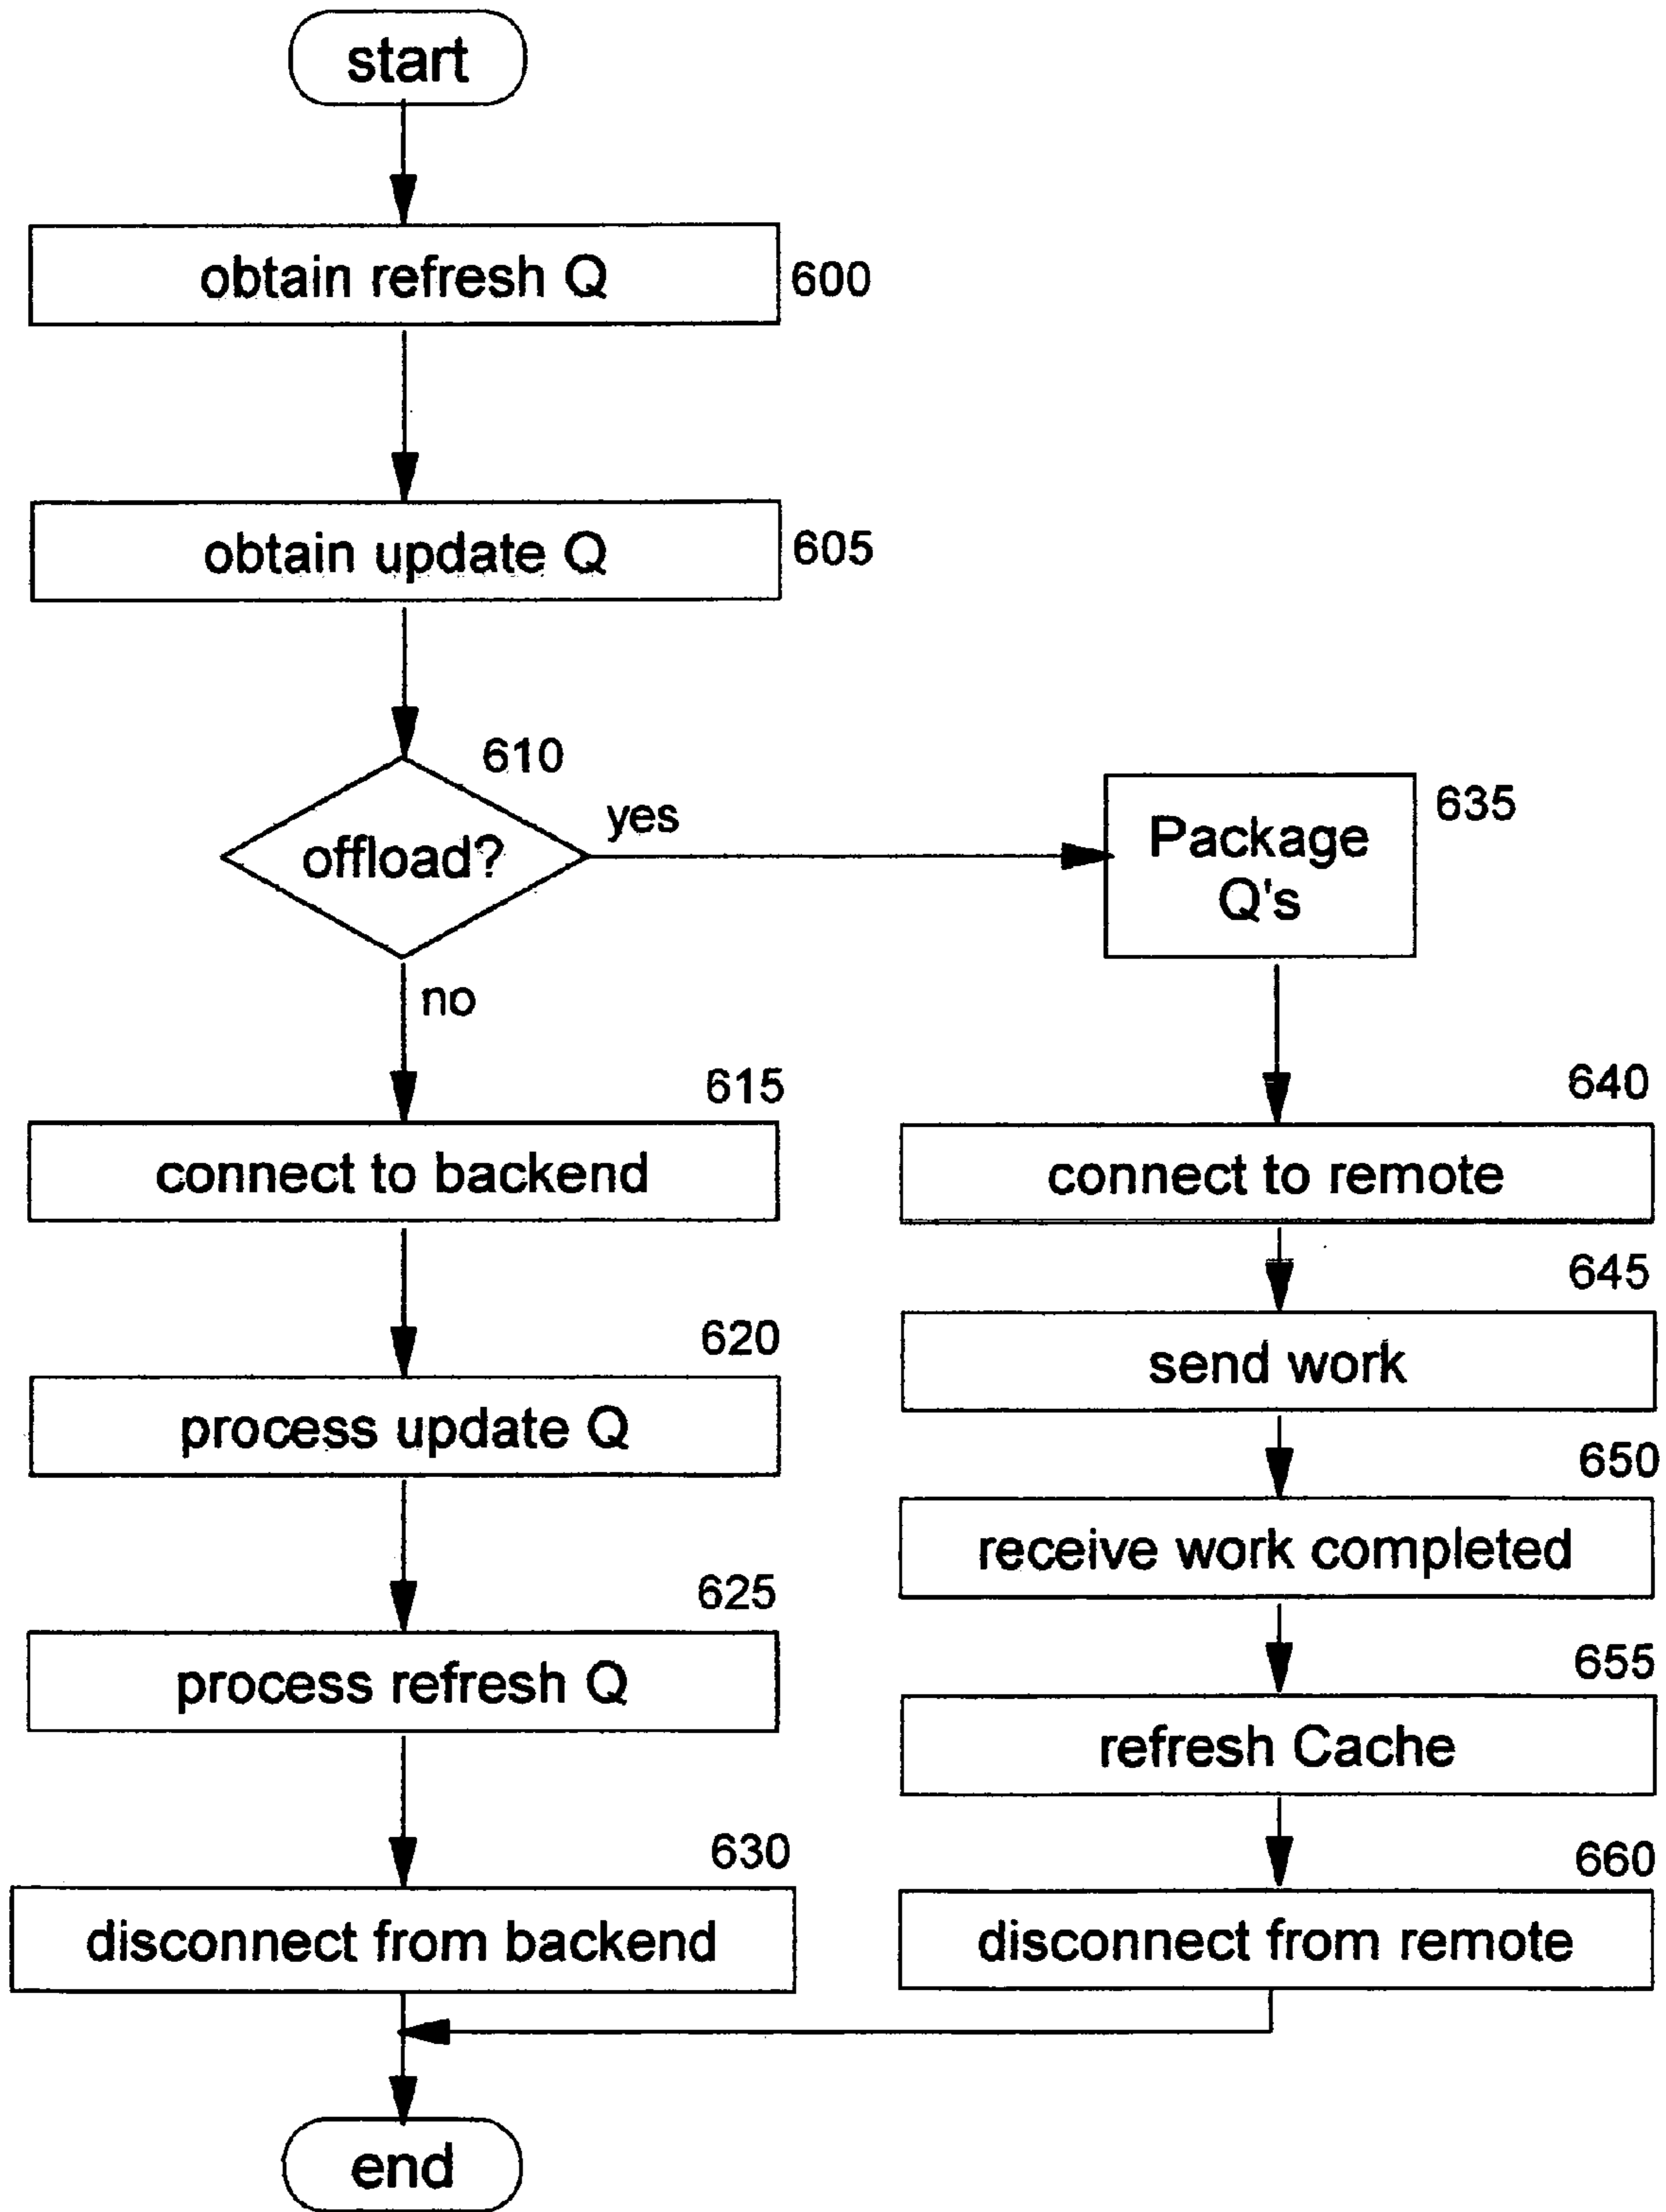 start
obtain refresh Q
600
obtain update Q
605
610
offload?
yes
no
Package
Q's
635
615
connect to backend
620
process update Q
625
process refresh Q
630
disconnect from backend
640
connect to remote
645
send work
650
receive work completed
655
refresh Cache
660
disconnect from remote
end